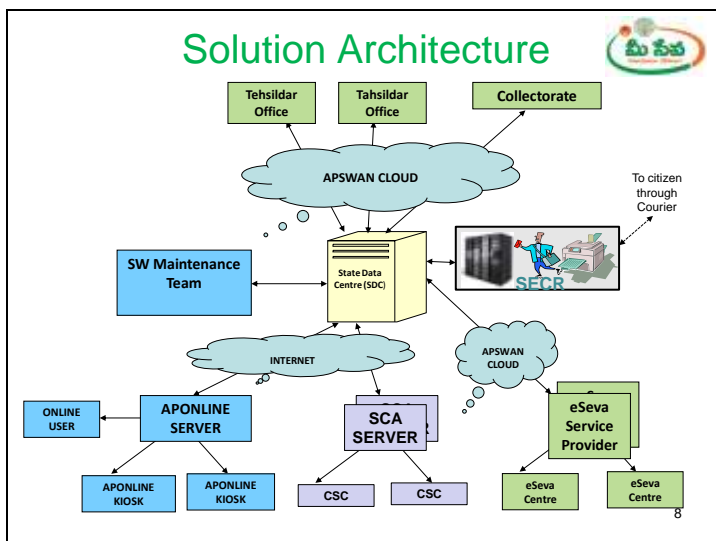 Solution Architecture
మీ సేవ
Tehsildar
Office
Tahsildar
Office
Collectorate
APSWAN CLOUD
To citizen
through
Courier
SW Maintenance
Team
State Data
Centre (SDC)
SECR
INTERNET
APSWAN
CLOUD
ONLINE
USER
APONLINE
SERVER
SCA
SERVER
eSeva
Service
Provider
APONLINE
KIOSK
APONLINE
KIOSK
CSC
CSC
eSeva
Centre
eSeva
Centre
8